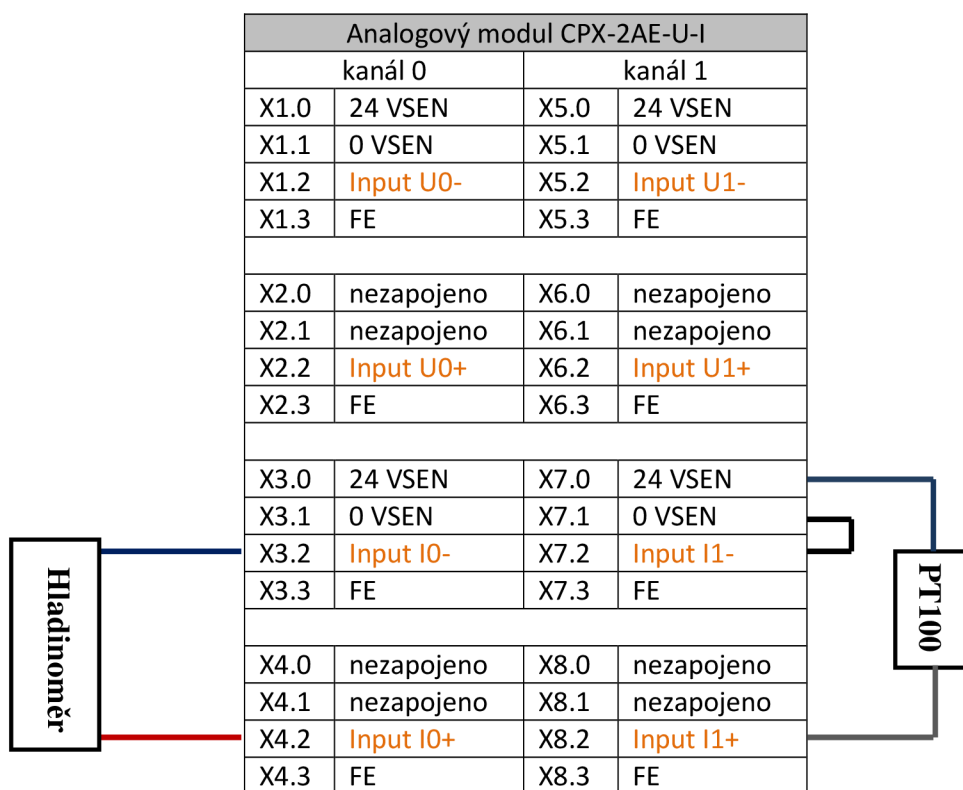 Analogový modul CPX-2AE-U-I
kanál 0 kanál 1
X1.0 24 VSEN X5.0 24 VSEN
X1.1 0 VSEN X5.1 0 VSEN
X1.2 Input U0- X5.2 Input U1-
X1.3 FE X5.3 FE
X2.0 nezapojeno X6.0 nezapojeno
X2.1 nezapojeno X6.1 nezapojeno
X2.2 Input U0+ X6.2 Input U1+
X2.3 FE X6.3 FE
X3.0 24 VSEN X7.0 24 VSEN
X3.1 0 VSEN X7.1 0 VSEN
X3.2 Input I0- X7.2 Input I1-
X3.3 FE X7.3 FE
X4.0 nezapojeno X8.0 nezapojeno
X4.1 nezapojeno X8.1 nezapojeno
X4.2 Input I0+ X8.2 Input I1+
X4.3 FE X8.3 FE
Hladinoměr
PT100